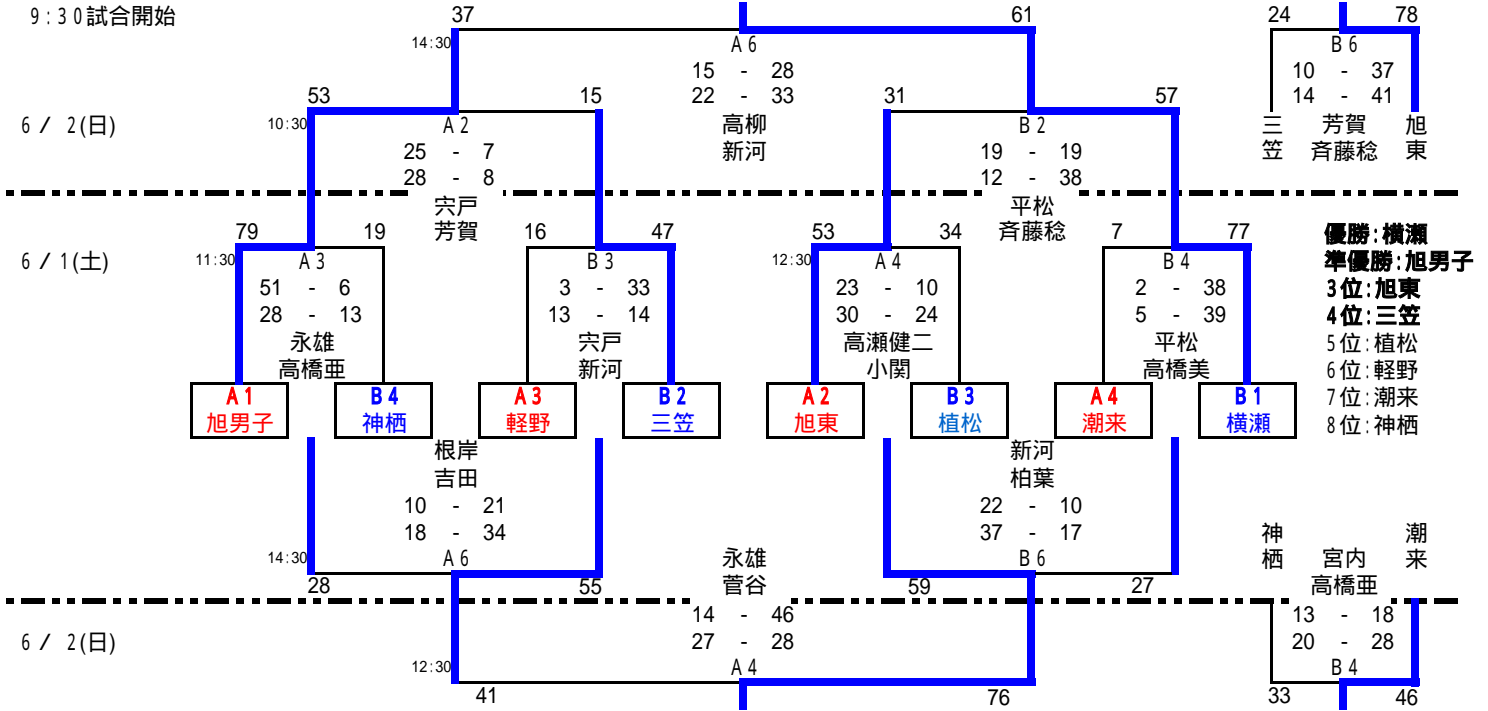 9:30試合開始
37
61
24
78
14:30
A6
B6
15 - 28
22 - 33
10 - 37
14 - 41
53
15
31
57
6 / 2(日)
10:30
A2
高柳
新河
B2
三笠
芳賀
斉藤稔
旭東
25 - 7
28 - 8
19 - 19
12 - 38
宍戸
芳賀
平松
斉藤稔
79
19
16
47
53
34
7
77
6 / 1(土)
11:30
A3
B3
12:30
A4
B4
51 - 6
28 - 13
3 - 33
13 - 14
23 - 10
30 - 24
2 - 38
5 - 39
永雄
高橋亜
宍戸
新河
高瀬健二
小関
平松
高橋美
優勝:横瀬
準優勝:旭男子
3位:旭東
4位:三笠
5位:植松
6位:軽野
7位:潮来
8位:神栖
A1
旭男子
B4
神栖
A3
軽野
B2
三笠
A2
旭東
B3
植松
A4
潮来
B1
横瀬
根岸
吉田
新河
柏葉
10 - 21
18 - 34
22 - 10
37 - 17
14:30
A6
B6
28
55
59
27
永雄
菅谷
神栖
宮内
高橋亜
潮来
14 - 46
27 - 28
13 - 18
20 - 28
6 / 2(日)
12:30
A4
B4
41
76
33
46